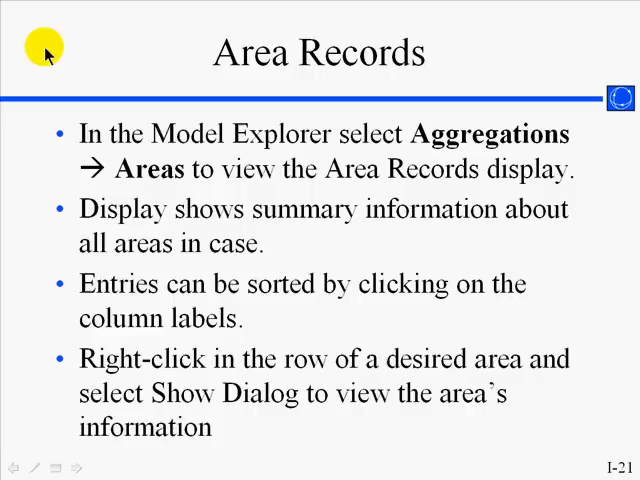 Area Records
• In the Model Explorer select Aggregations
→ Areas to view the Area Records display.
• Display shows summary information about
all areas in case.
• Entries can be sorted by clicking on the
column labels.
• Right-click in the row of a desired area and
select Show Dialog to view the area's
information
I-21